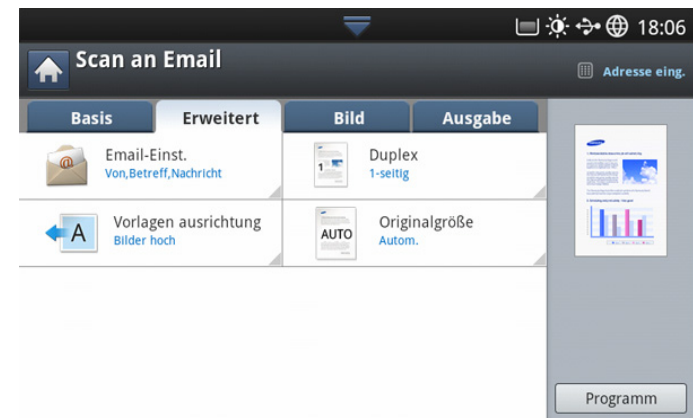 18:06
Scan an Email
Adresse eing.
Basis
Erweitert
Bild
Ausgabe
Email-Einst.
Von,Betreff,Nachricht
1
Duplex
1-seitig
A
Vorlagen ausrichtung
Bilder hoch
AUTO
Originalgröße
Autom.
Programm